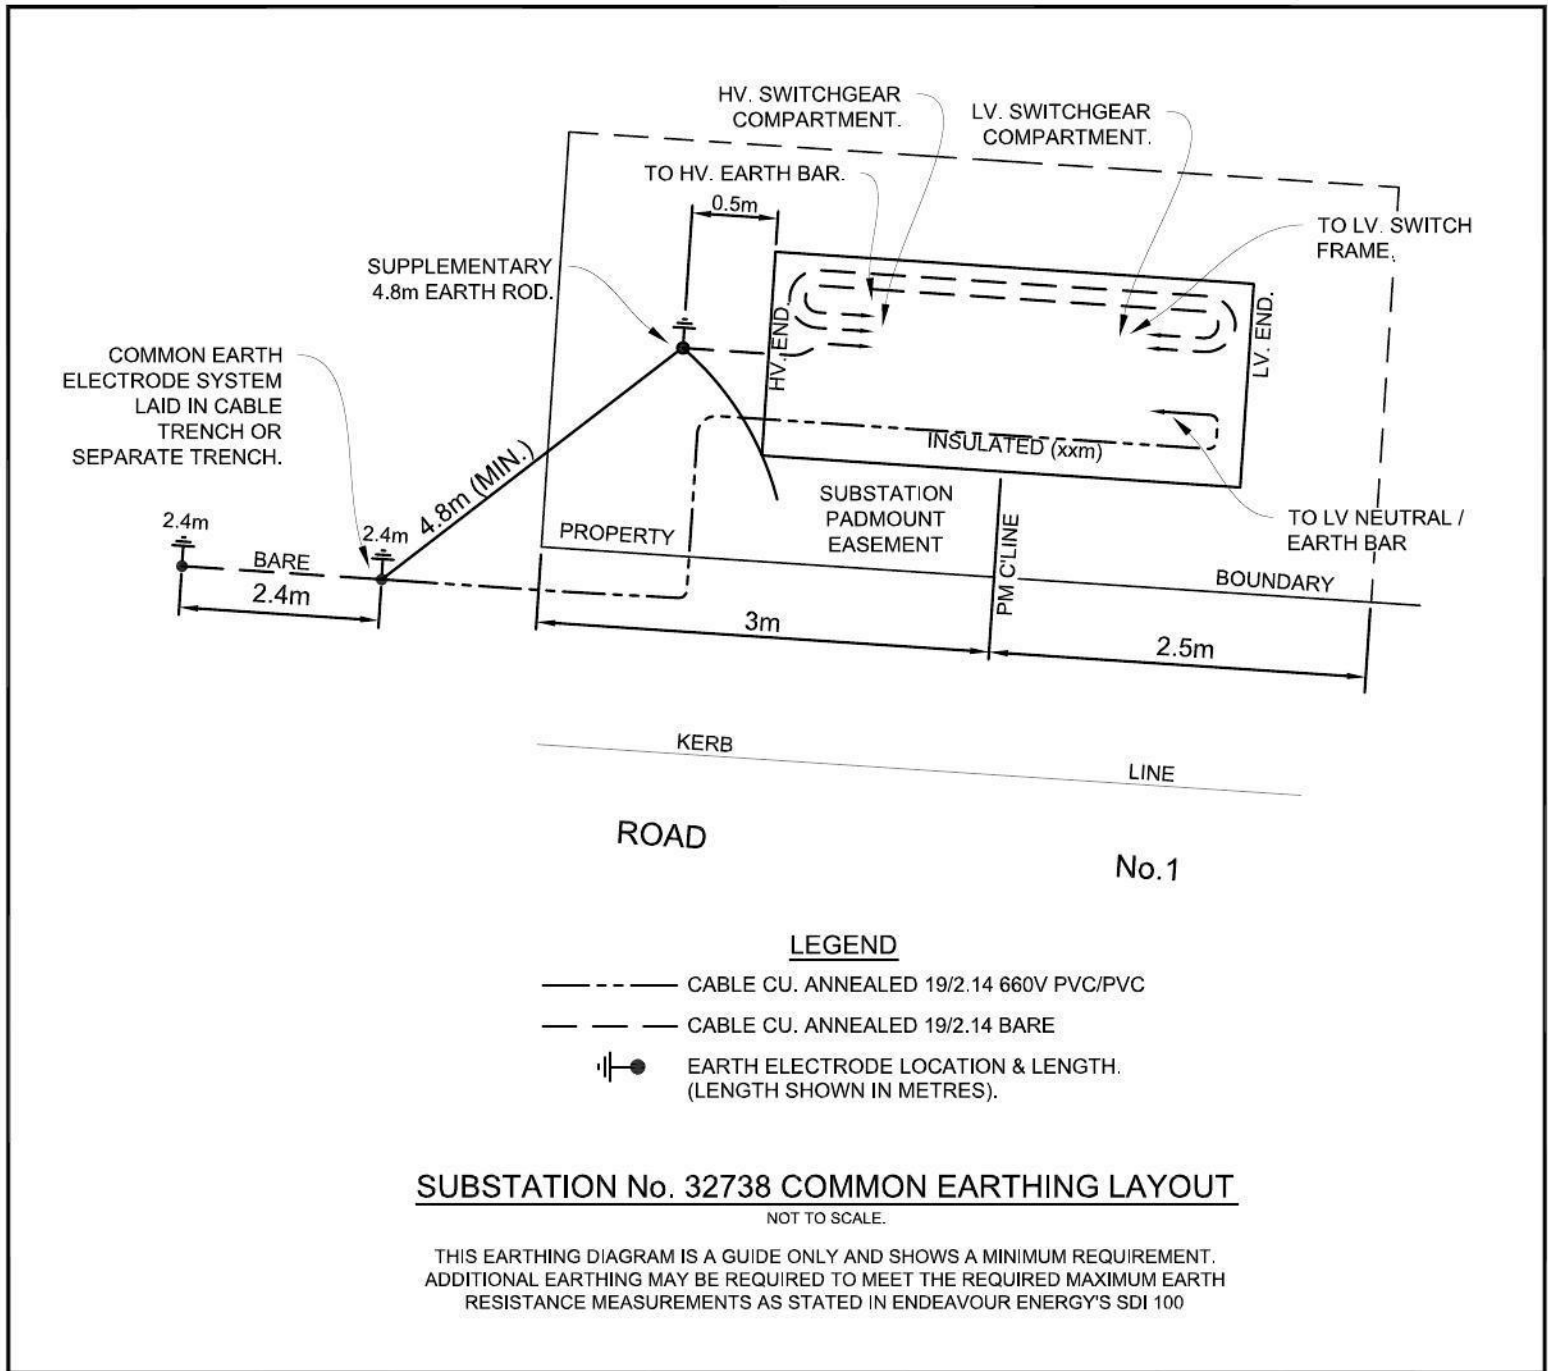 HV. SWITCHGEAR
COMPARTMENT.
LV. SWITCHGEAR
COMPARTMENT.
TO HV. EARTH BAR.
0.5m
TO LV. SWITCH
FRAME.
SUPPLEMENTARY
4.8m EARTH ROD.
HV. END.
LV. END.
COMMON EARTH
ELECTRODE SYSTEM
LAID IN CABLE
TRENCH OR
SEPARATE TRENCH.
4.8m (MIN.)
INSULATED (xxm)
SUBSTATION
PADMOUNT
EASEMENT
TO LV NEUTRAL /
EARTH BAR
2.4m
2.4m
PROPERTY
BOUNDARY
PM C'LINE
BARE
2.4m
3m
2.5m
KERB
LINE
ROAD
No.1
LEGEND
CABLE CU. ANNEALED 19/2.14 660V PVC/PVC
CABLE CU. ANNEALED 19/2.14 BARE
EARTH ELECTRODE LOCATION & LENGTH.
(LENGTH SHOWN IN METRES).
SUBSTATION No. 32738 COMMON EARTHING LAYOUT
NOT TO SCALE.
THIS EARTHING DIAGRAM IS A GUIDE ONLY AND SHOWS A MINIMUM REQUIREMENT.
ADDITIONAL EARTHING MAY BE REQUIRED TO MEET THE REQUIRED MAXIMUM EARTH
RESISTANCE MEASUREMENTS AS STATED IN ENDEAVOUR ENERGY'S SDI 100